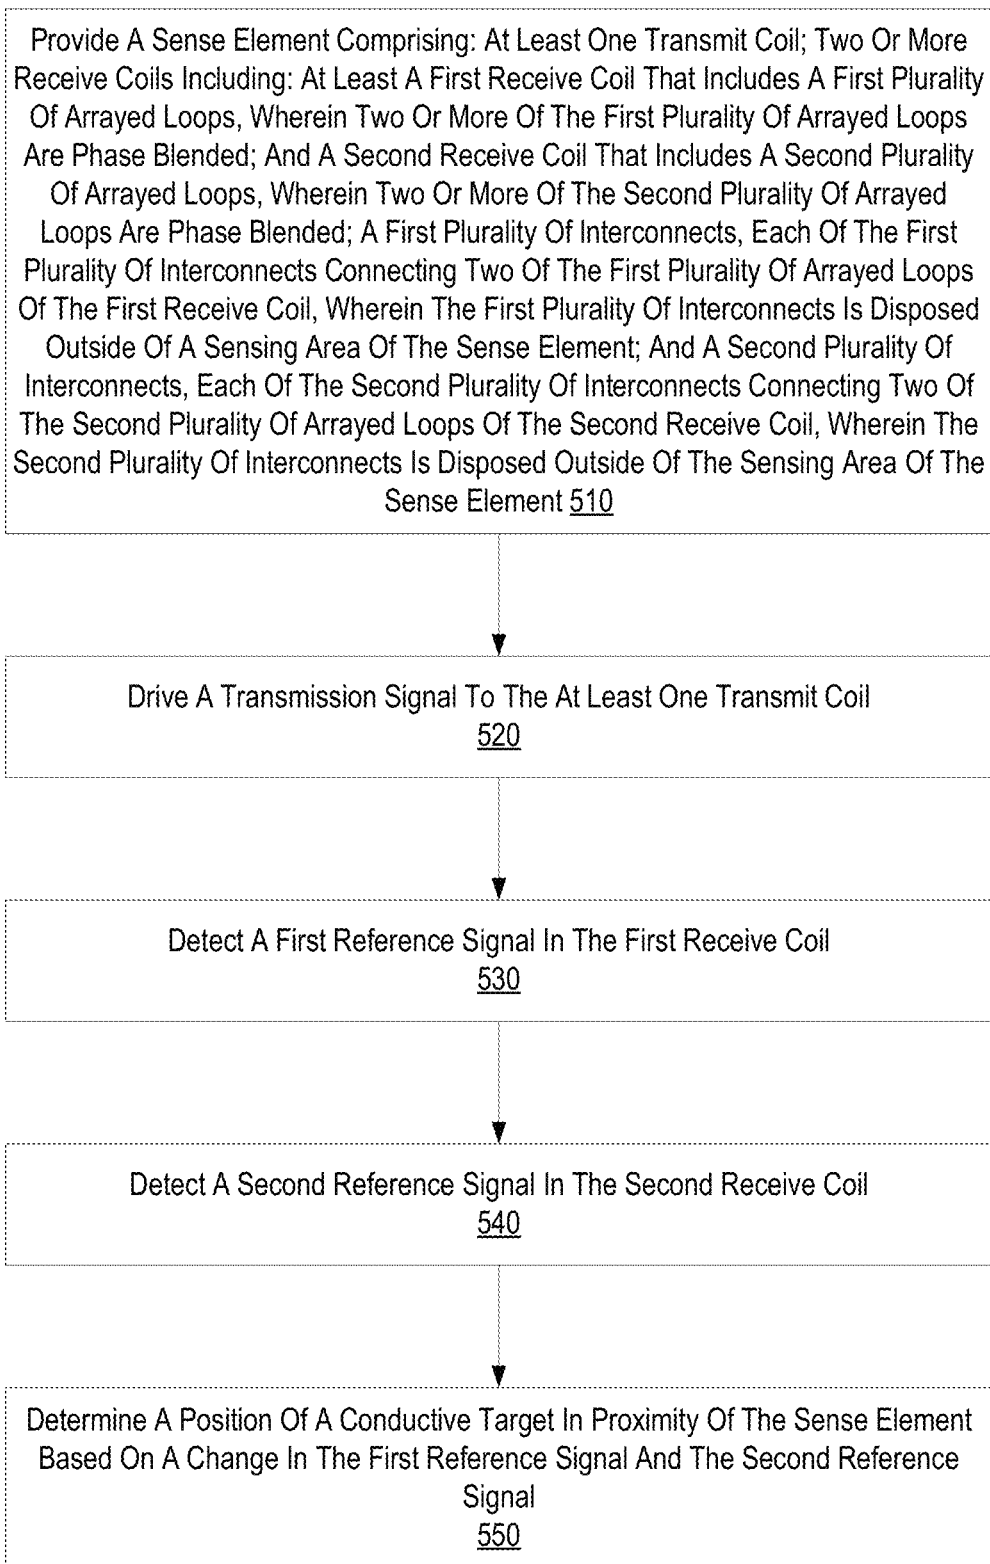 Provide A Sense Element Comprising: At Least One Transmit Coil; Two Or More
Receive Coils Including: At Least A First Receive Coil That Includes A First Plurality
Of Arrayed Loops, Wherein Two Or More Of The First Plurality Of Arrayed Loops
Are Phase Blended; And A Second Receive Coil That Includes A Second Plurality
Of Arrayed Loops, Wherein Two Or More Of The Second Plurality Of Arrayed
Loops Are Phase Blended; A First Plurality Of Interconnects, Each Of The First
Plurality Of Interconnects Connecting Two Of The First Plurality Of Arrayed Loops
Of The First Receive Coil, Wherein The First Plurality Of Interconnects Is Disposed
Outside Of A Sensing Area Of The Sense Element; And A Second Plurality Of
Interconnects, Each Of The Second Plurality Of Interconnects Connecting Two Of
The Second Plurality Of Arrayed Loops Of The Second Receive Coil, Wherein The
Second Plurality Of Interconnects Is Disposed Outside Of The Sensing Area Of The
Sense Element 510
Drive A Transmission Signal To The At Least One Transmit Coil
520
Detect A First Reference Signal In The First Receive Coil
530
Detect A Second Reference Signal In The Second Receive Coil
540
Determine A Position Of A Conductive Target In Proximity Of The Sense Element
Based On A Change In The First Reference Signal And The Second Reference
Signal
550